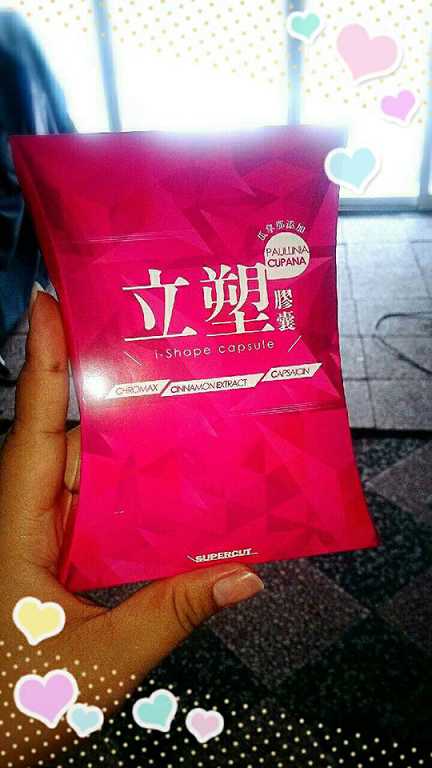 瓜拿那添加
PAULLINIA
CUPANA
立塑膠囊
i-Shape capsule
CHROMAX / CINNAMON EXTRACT / CAPSAICIN
SUPERCUT